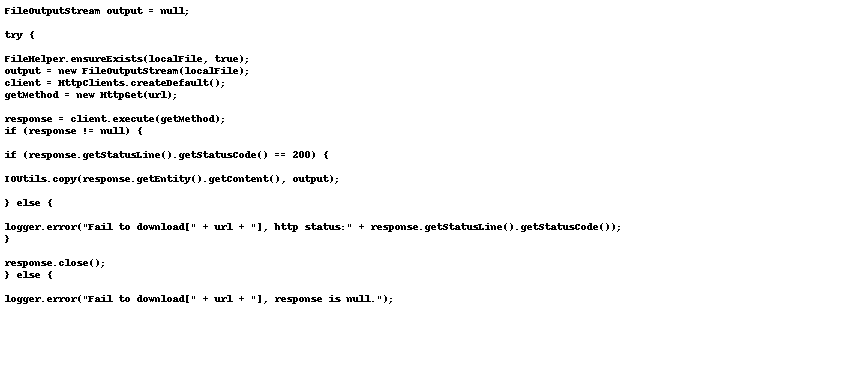 FileOutputStream output = null;
try {
FileHelper.ensureExists(localFile, true);
output = new FileOutputStream(localFile);
client = HttpClients.createDefault();
getMethod = new HttpGet(url);
response = client.execute(getMethod);
if (response != null) {
if (response.getStatusLine().getStatusCode() == 200) {
IOUtils.copy(response.getEntity().getContent(), output);
} else {
logger.error("Fail to download[" + url + "], http status:" + response.getStatusLine().getStatusCode());
}
response.close();
} else {
logger.error("Fail to download[" + url + "], response is null.");